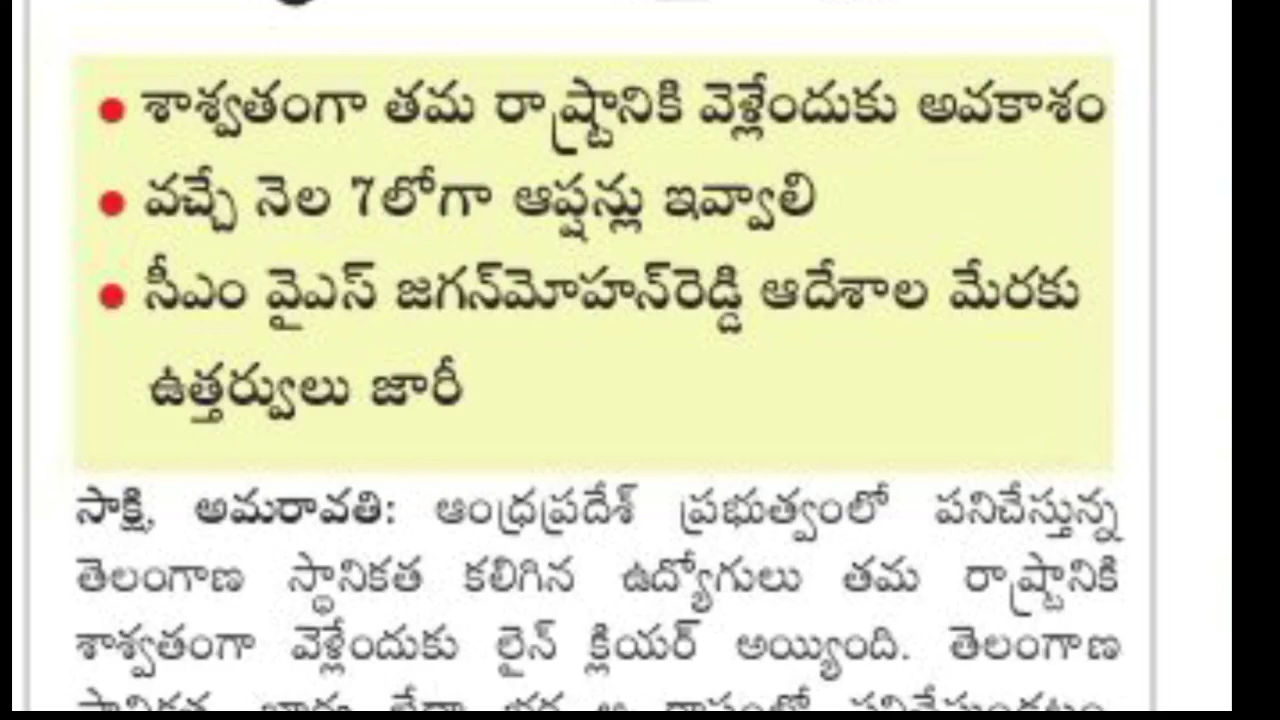 • శాశ్వతంగా తమ రాష్ట్రానికి వెళ్లేందుకు అవకాశం
• వచ్చే నెల 7లోగా ఆప్షన్లు ఇవ్వాలి
• సీఎం వైఎస్ జగన్‌మోహన్‌రెడ్డి ఆదేశాల మేరకు
ఉత్తర్వులు జారీ
సాక్షి, అమరావతి: ఆంధ్రప్రదేశ్ ప్రభుత్వంలో పనిచేస్తున్న
తెలంగాణ స్థానికత కలిగిన ఉద్యోగులు తమ రాష్ట్రానికి
శాశ్వతంగా వెళ్లేందుకు లైన్ క్లియర్ అయ్యింది. తెలంగాణ